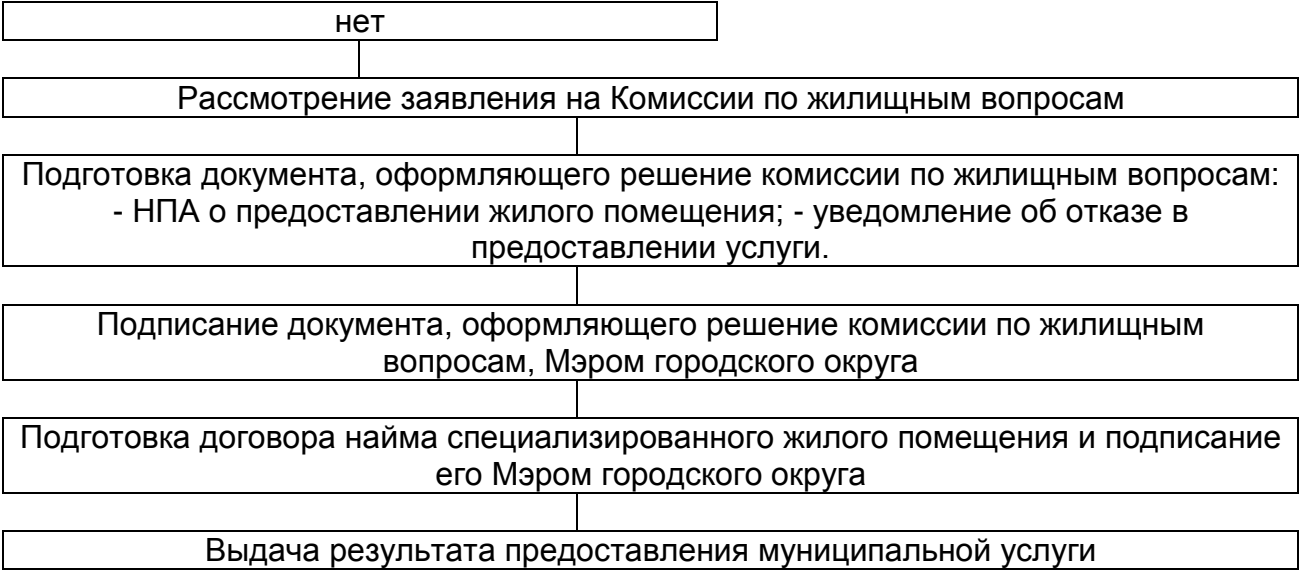 нет
Рассмотрение заявления на Комиссии по жилищным вопросам
Подготовка документа, оформляющего решение комиссии по жилищным вопросам:
- НПА о предоставлении жилого помещения; - уведомление об отказе в
предоставлении услуги.
Подписание документа, оформляющего решение комиссии по жилищным
вопросам, Мэром городского округа
Подготовка договора найма специализированного жилого помещения и подписание
его Мэром городского округа
Выдача результата предоставления муниципальной услуги